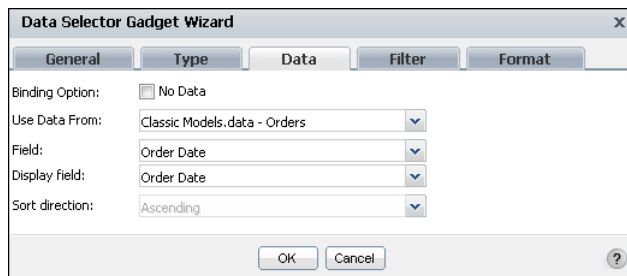 Data Selector Gadget Wizard x
General Type Data Filter Format
Binding Option: No Data
Use Data From: Classic Models.data - Orders
Field: Order Date
Display field: Order Date
Sort direction: Ascending
OK Cancel ?